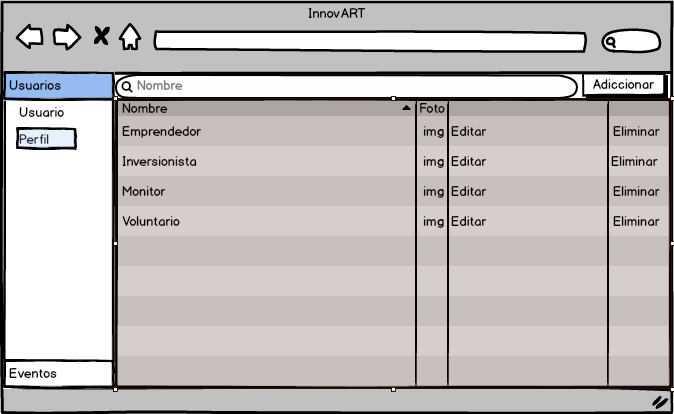 InnovART
Usuarios
Nombre
Adiccionar
Usuario
Perfil
Nombre Foto
Emprendedor img Editar Eliminar
Inversionista img Editar Eliminar
Monitor img Editar Eliminar
Voluntario img Editar Eliminar
Eventos